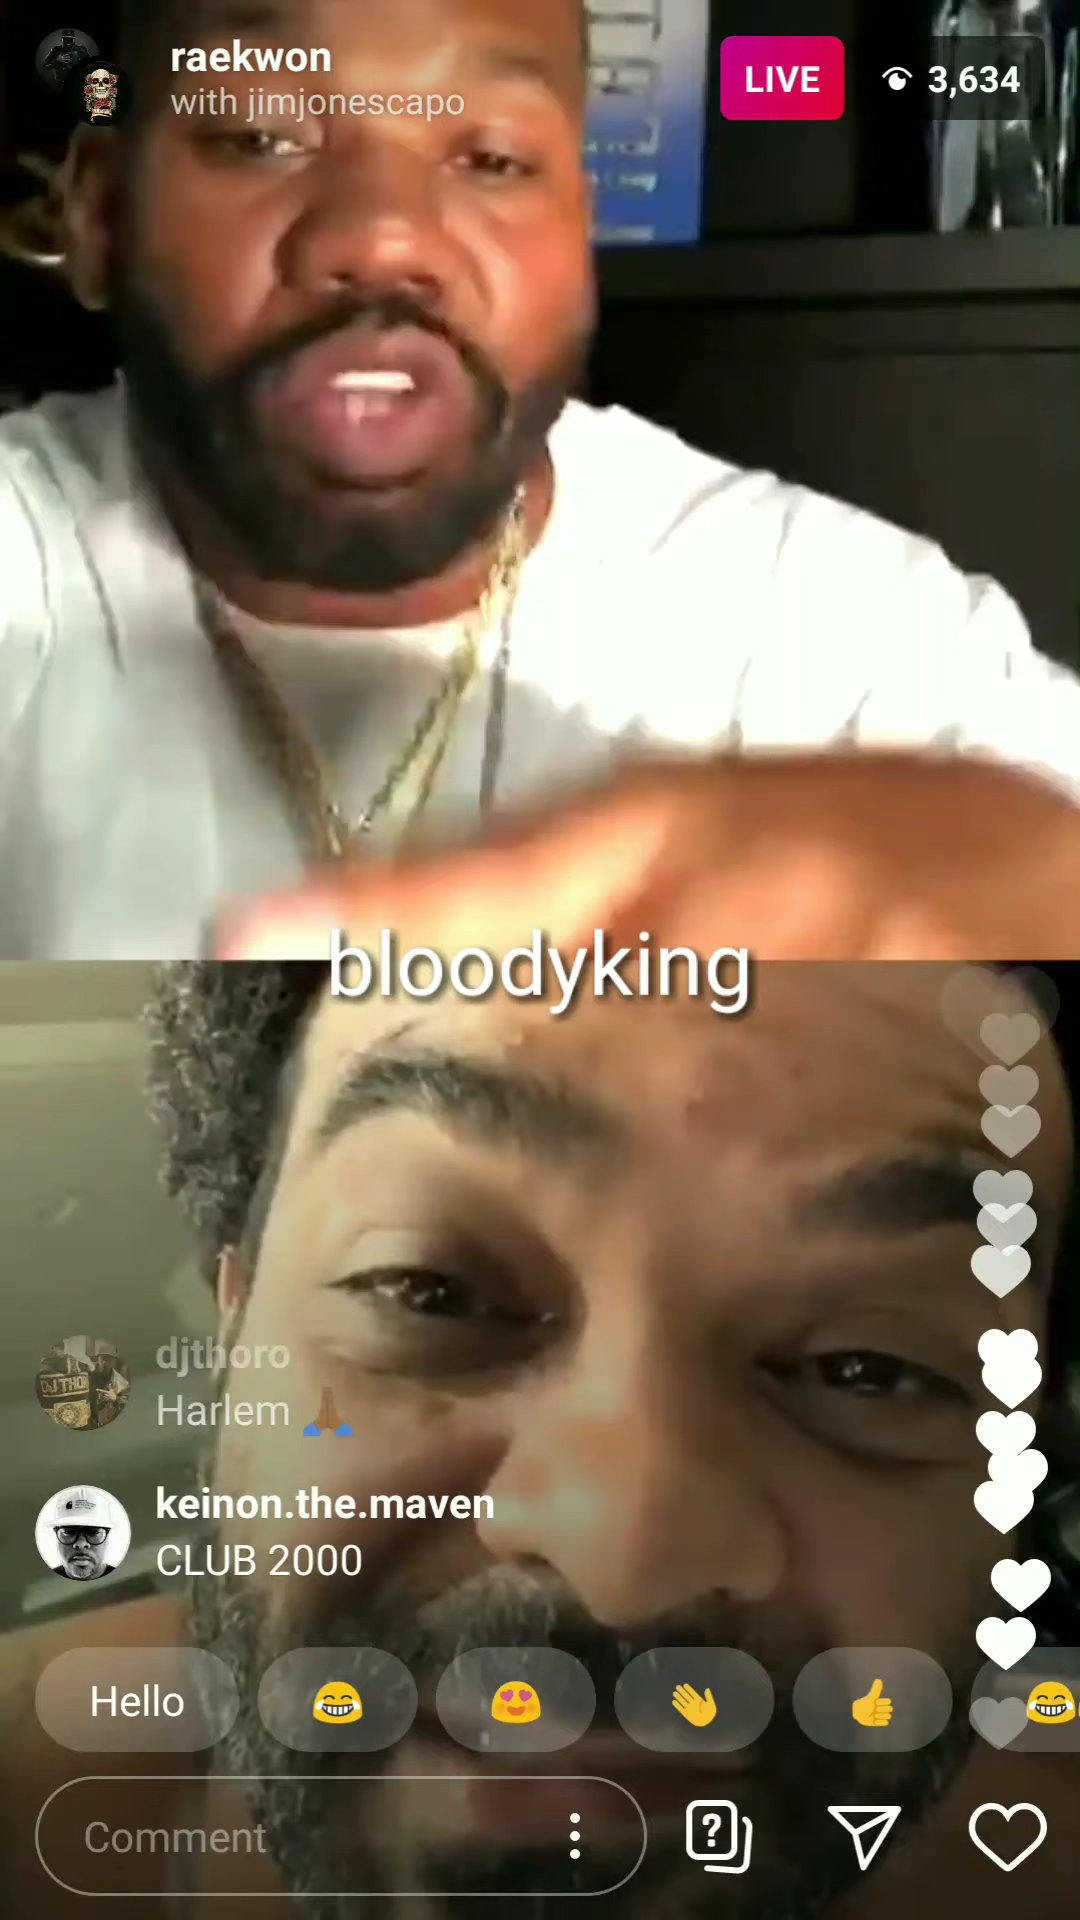 raekwon
with jimjonescapo
LIVE
3,634
bloodyking
djthoro
Harlem 🙏🏾
keinon.the.maven
CLUB 2000
Hello
Comment